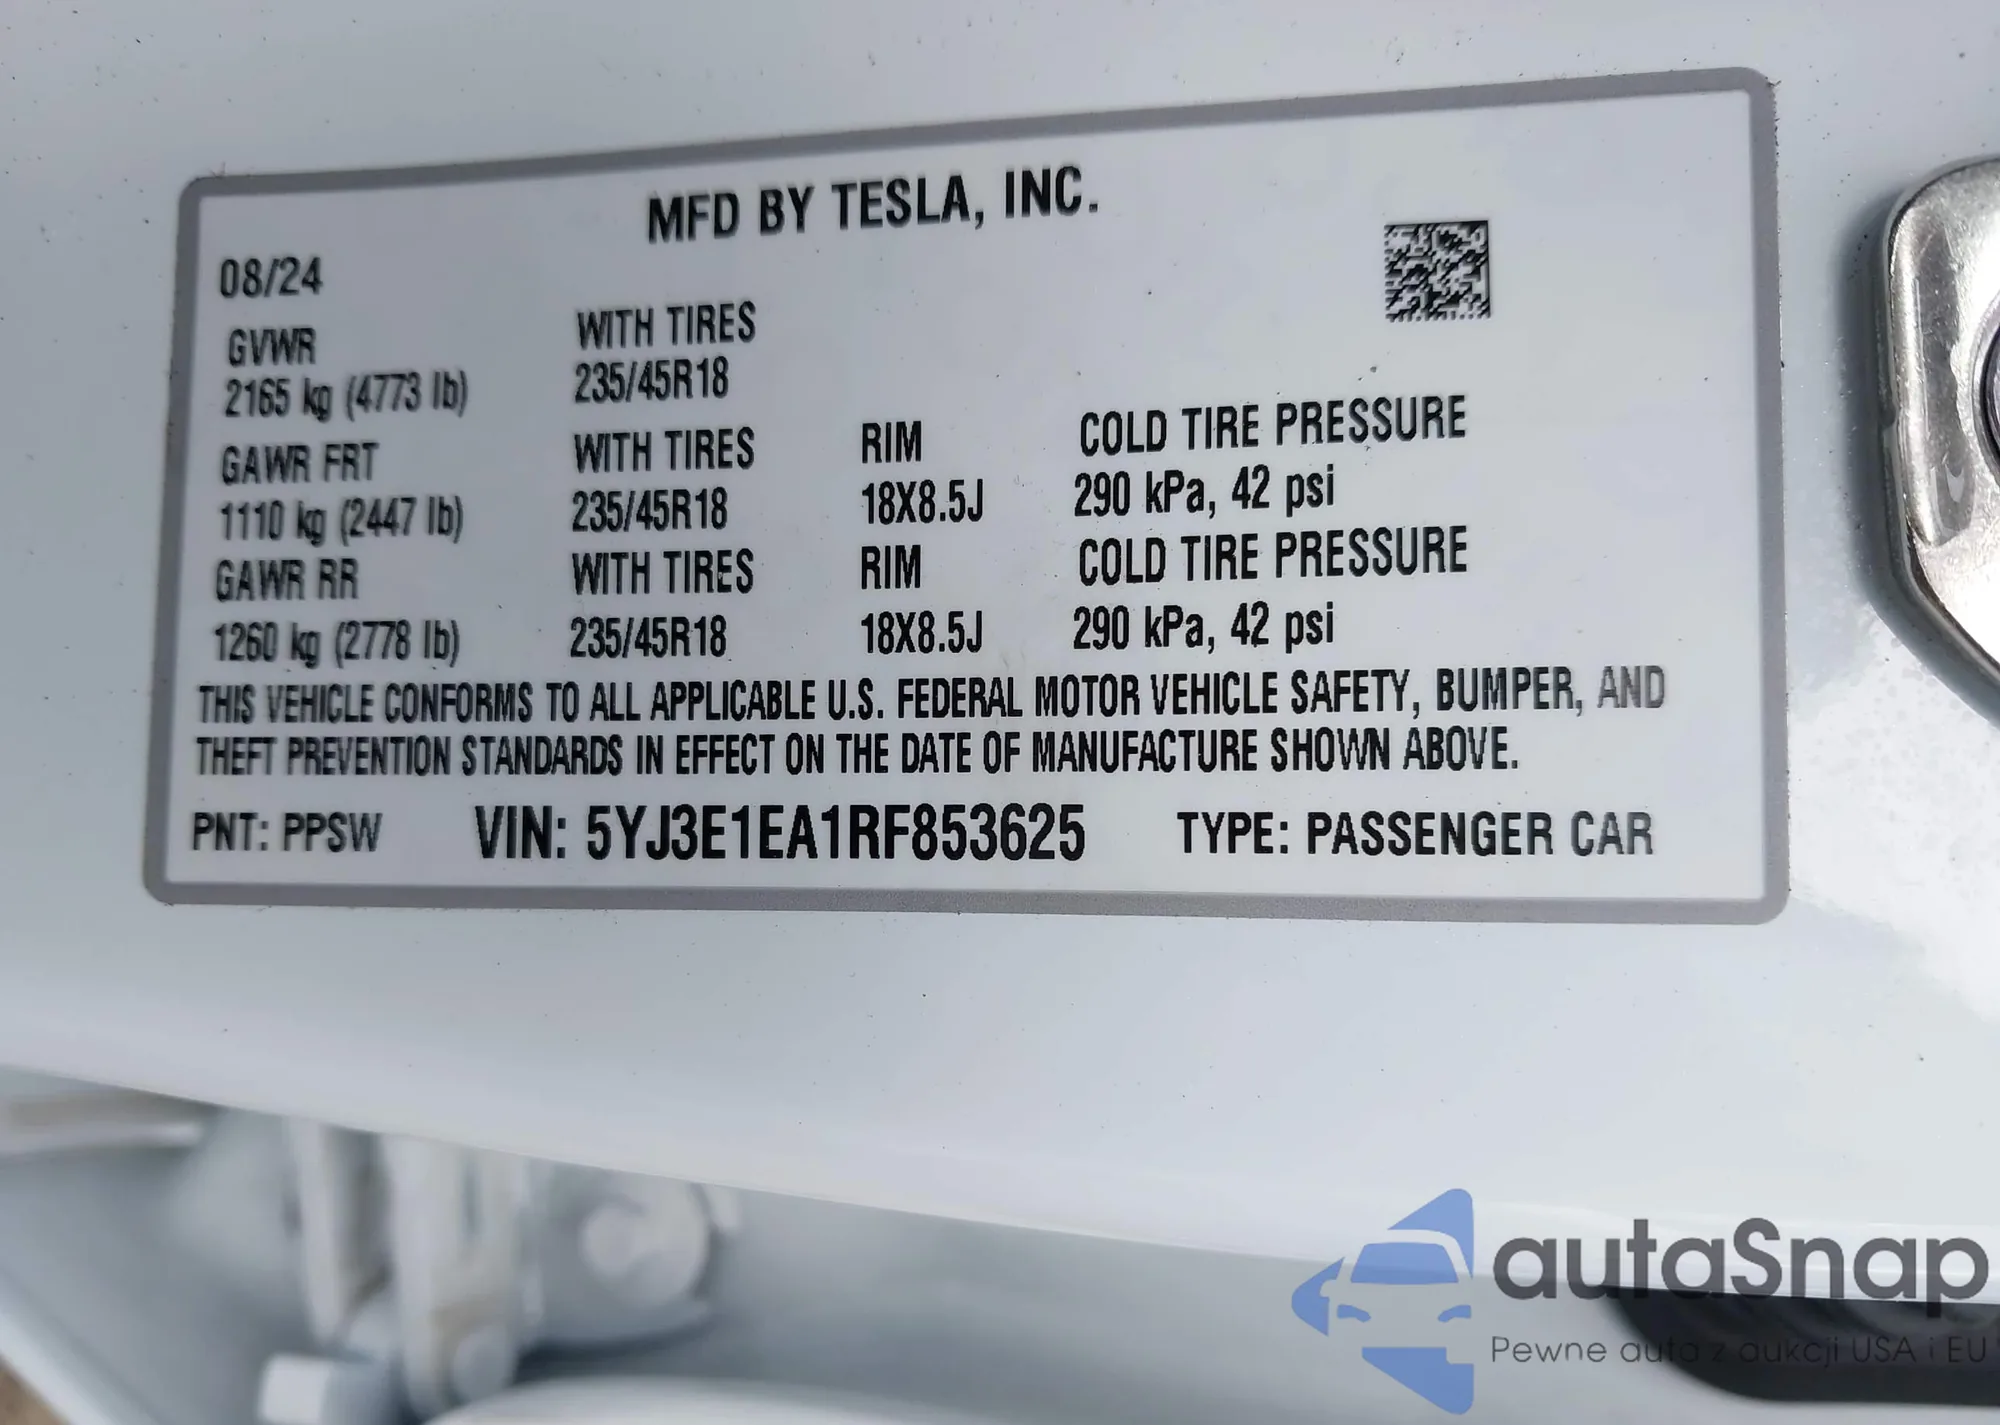 MFD BY TESLA, INC.
08/24
GVWR WITH TIRES
2165 kg (4773 lb) 235/45R18
GAWR FRT WITH TIRES RIM COLD TIRE PRESSURE
1110 kg (2447 lb) 235/45R18 18X8.5J 290 kPa, 42 psi
GAWR RR WITH TIRES RIM COLD TIRE PRESSURE
1260 kg (2778 lb) 235/45R18 18X8.5J 290 kPa, 42 psi
THIS VEHICLE CONFORMS TO ALL APPLICABLE U.S. FEDERAL MOTOR VEHICLE SAFETY, BUMPER, AND
THEFT PREVENTION STANDARDS IN EFFECT ON THE DATE OF MANUFACTURE SHOWN ABOVE.
PNT: PPSW VIN: 5YJ3E1EA1RF853625 TYPE: PASSENGER CAR
autaSnap
Pewne auta z aukcji USA i EU